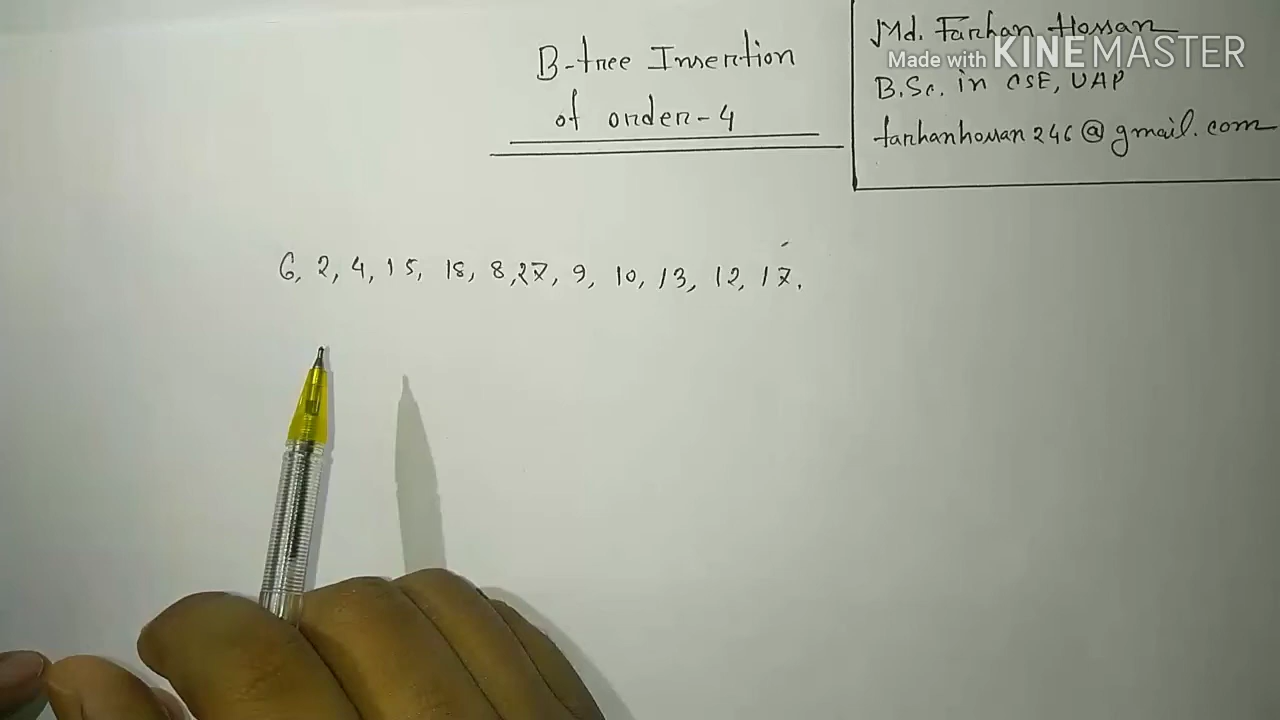 B-tree Insertion
of order-4
Md. Farhan Hossan
Made with KINEMASTER
B.Sc. in CSE, UAP
farhanhossan246@gmail.com
6, 2, 4, 15, 18, 8, 27, 9, 10, 13, 12, 17.